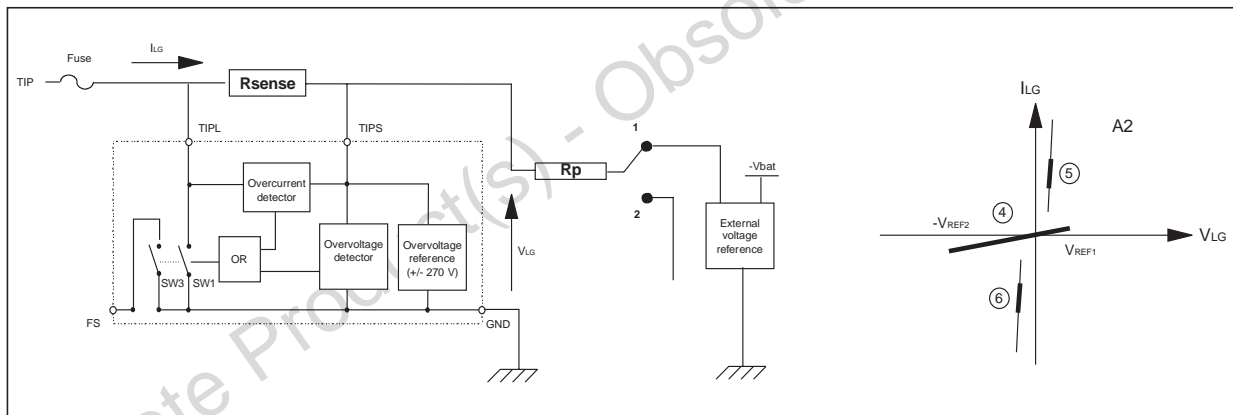 Obsolete Product(s) - Obsol
Fuse
ILG
TIP
Rsense
TIPL
TIPS
1
Rp
-Vbat
2
Overcurrent
detector
OR
Overvoltage
detector
Overvoltage
reference
(+/- 270 V)
SW3
SW1
FS
GND
VLG
External
voltage
reference
ILG
A2
5
4
-VREF2
VREF1
VLG
6